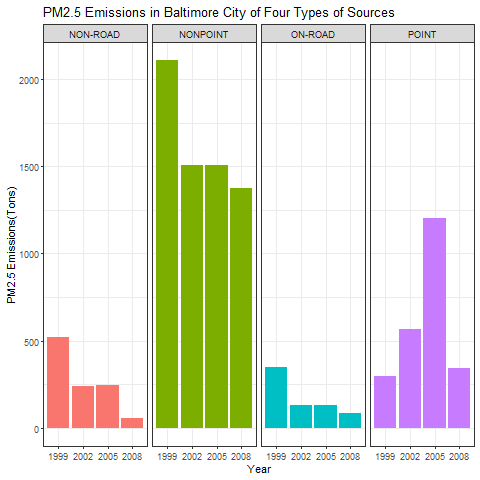 PM2.5 Emissions in Baltimore City of Four Types of Sources
NON-ROAD NONPOINT ON-ROAD POINT
2000
1500
1000
500
0
PM2.5 Emissions(Tons)
1999 2002 2005 2008 1999 2002 2005 2008 1999 2002 2005 2008 1999 2002 2005 2008
Year